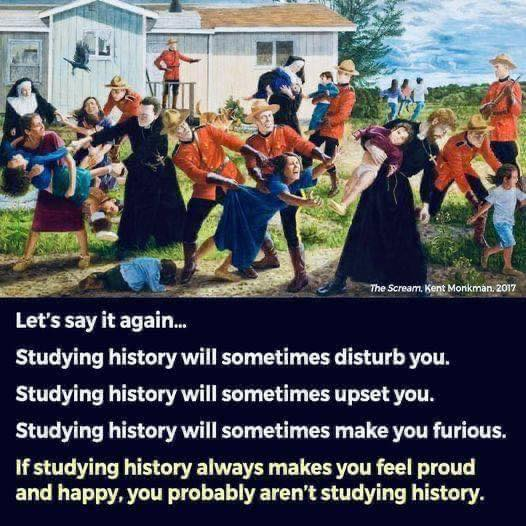 The Scream, Kent Monkman, 2017
Let's say it again...
Studying history will sometimes disturb you.
Studying history will sometimes upset you.
Studying history will sometimes make you furious.
If studying history always makes you feel proud
and happy, you probably aren't studying history.